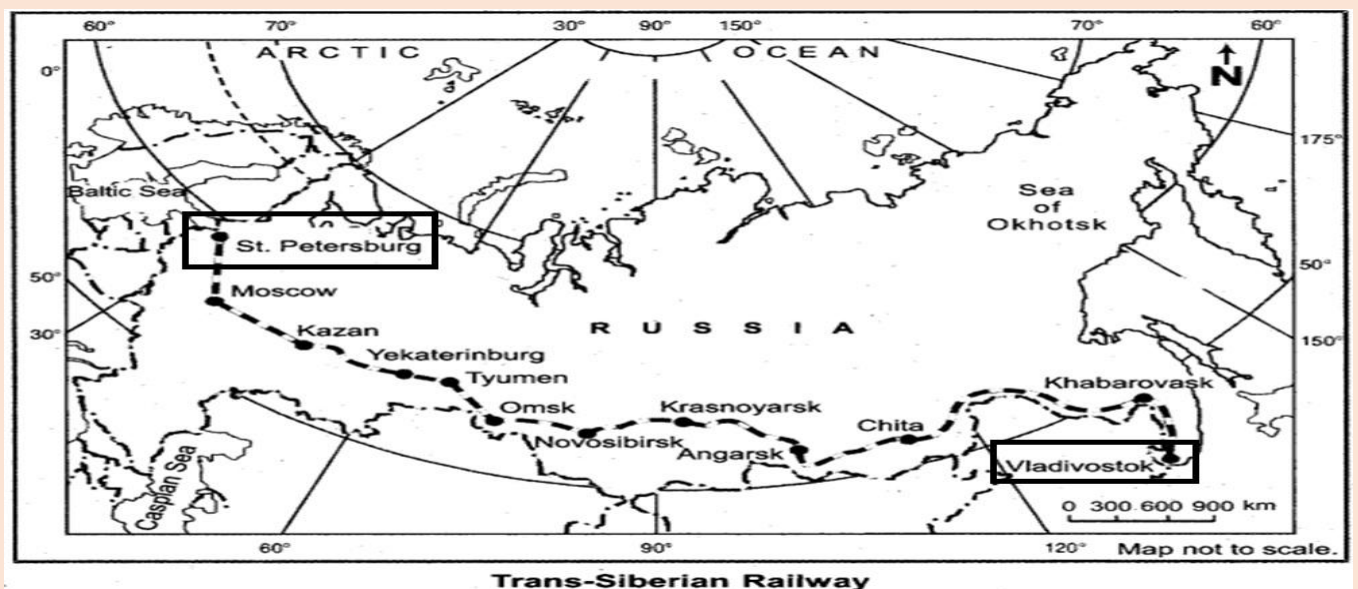 60° 70° 30° 90° 150° 70° 60°
ARCTIC OCEAN
N
0°
175°
Baltic Sea
Sea
of
Okhotsk
St. Petersburg
50° 50°
Moscow
Kazan
RUSSIA
30° 150°
Yekaterinburg
Tyumen
Khabarovask
Omsk
Krasnoyarsk
Chita
Novosibirsk
Angarsk
Vladivostok
Caspian Sea
0 300 600 900 km
60° 90° 120° Map not to scale.
Trans-Siberian Railway